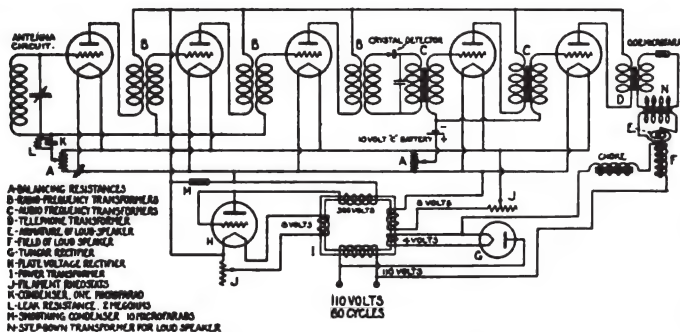 ANTENNA
CIRCUIT.
B
B
B
CRYSTAL DETECTOR
C
C
.002 MICROFARAD
D
N
E
F
L
K
A
10 VOLT "C" BATTERY
- +
A
CHOKE
M
J
350 VOLTS
8 VOLTS
H
8 VOLTS
4 VOLTS
G
I
J
110 VOLTS
110 VOLTS
60 CYCLES
A-BALANCING RESISTANCES
B-RADIO-FREQUENCY TRANSFORMERS
C-AUDIO FREQUENCY TRANSFORMERS
D-TELEPHONE TRANSFORMER
E-ARMATURE OF LOUD-SPEAKER
F-FIELD OF LOUD SPEAKER
G-TUNGAR RECTIFIER
H-PLATE VOLTAGE RECTIFIER
I-POWER TRANSFORMER
J-FILAMENT RHEOSTATS
K-CONDENSER, ONE MICROFARAD
L-LEAK RESISTANCE, 2 MEGOHMS
M-SMOOTHING CONDENSER 10 MICROFARADS
N-STEP-DOWN TRANSFORMER FOR LOUD SPEAKER